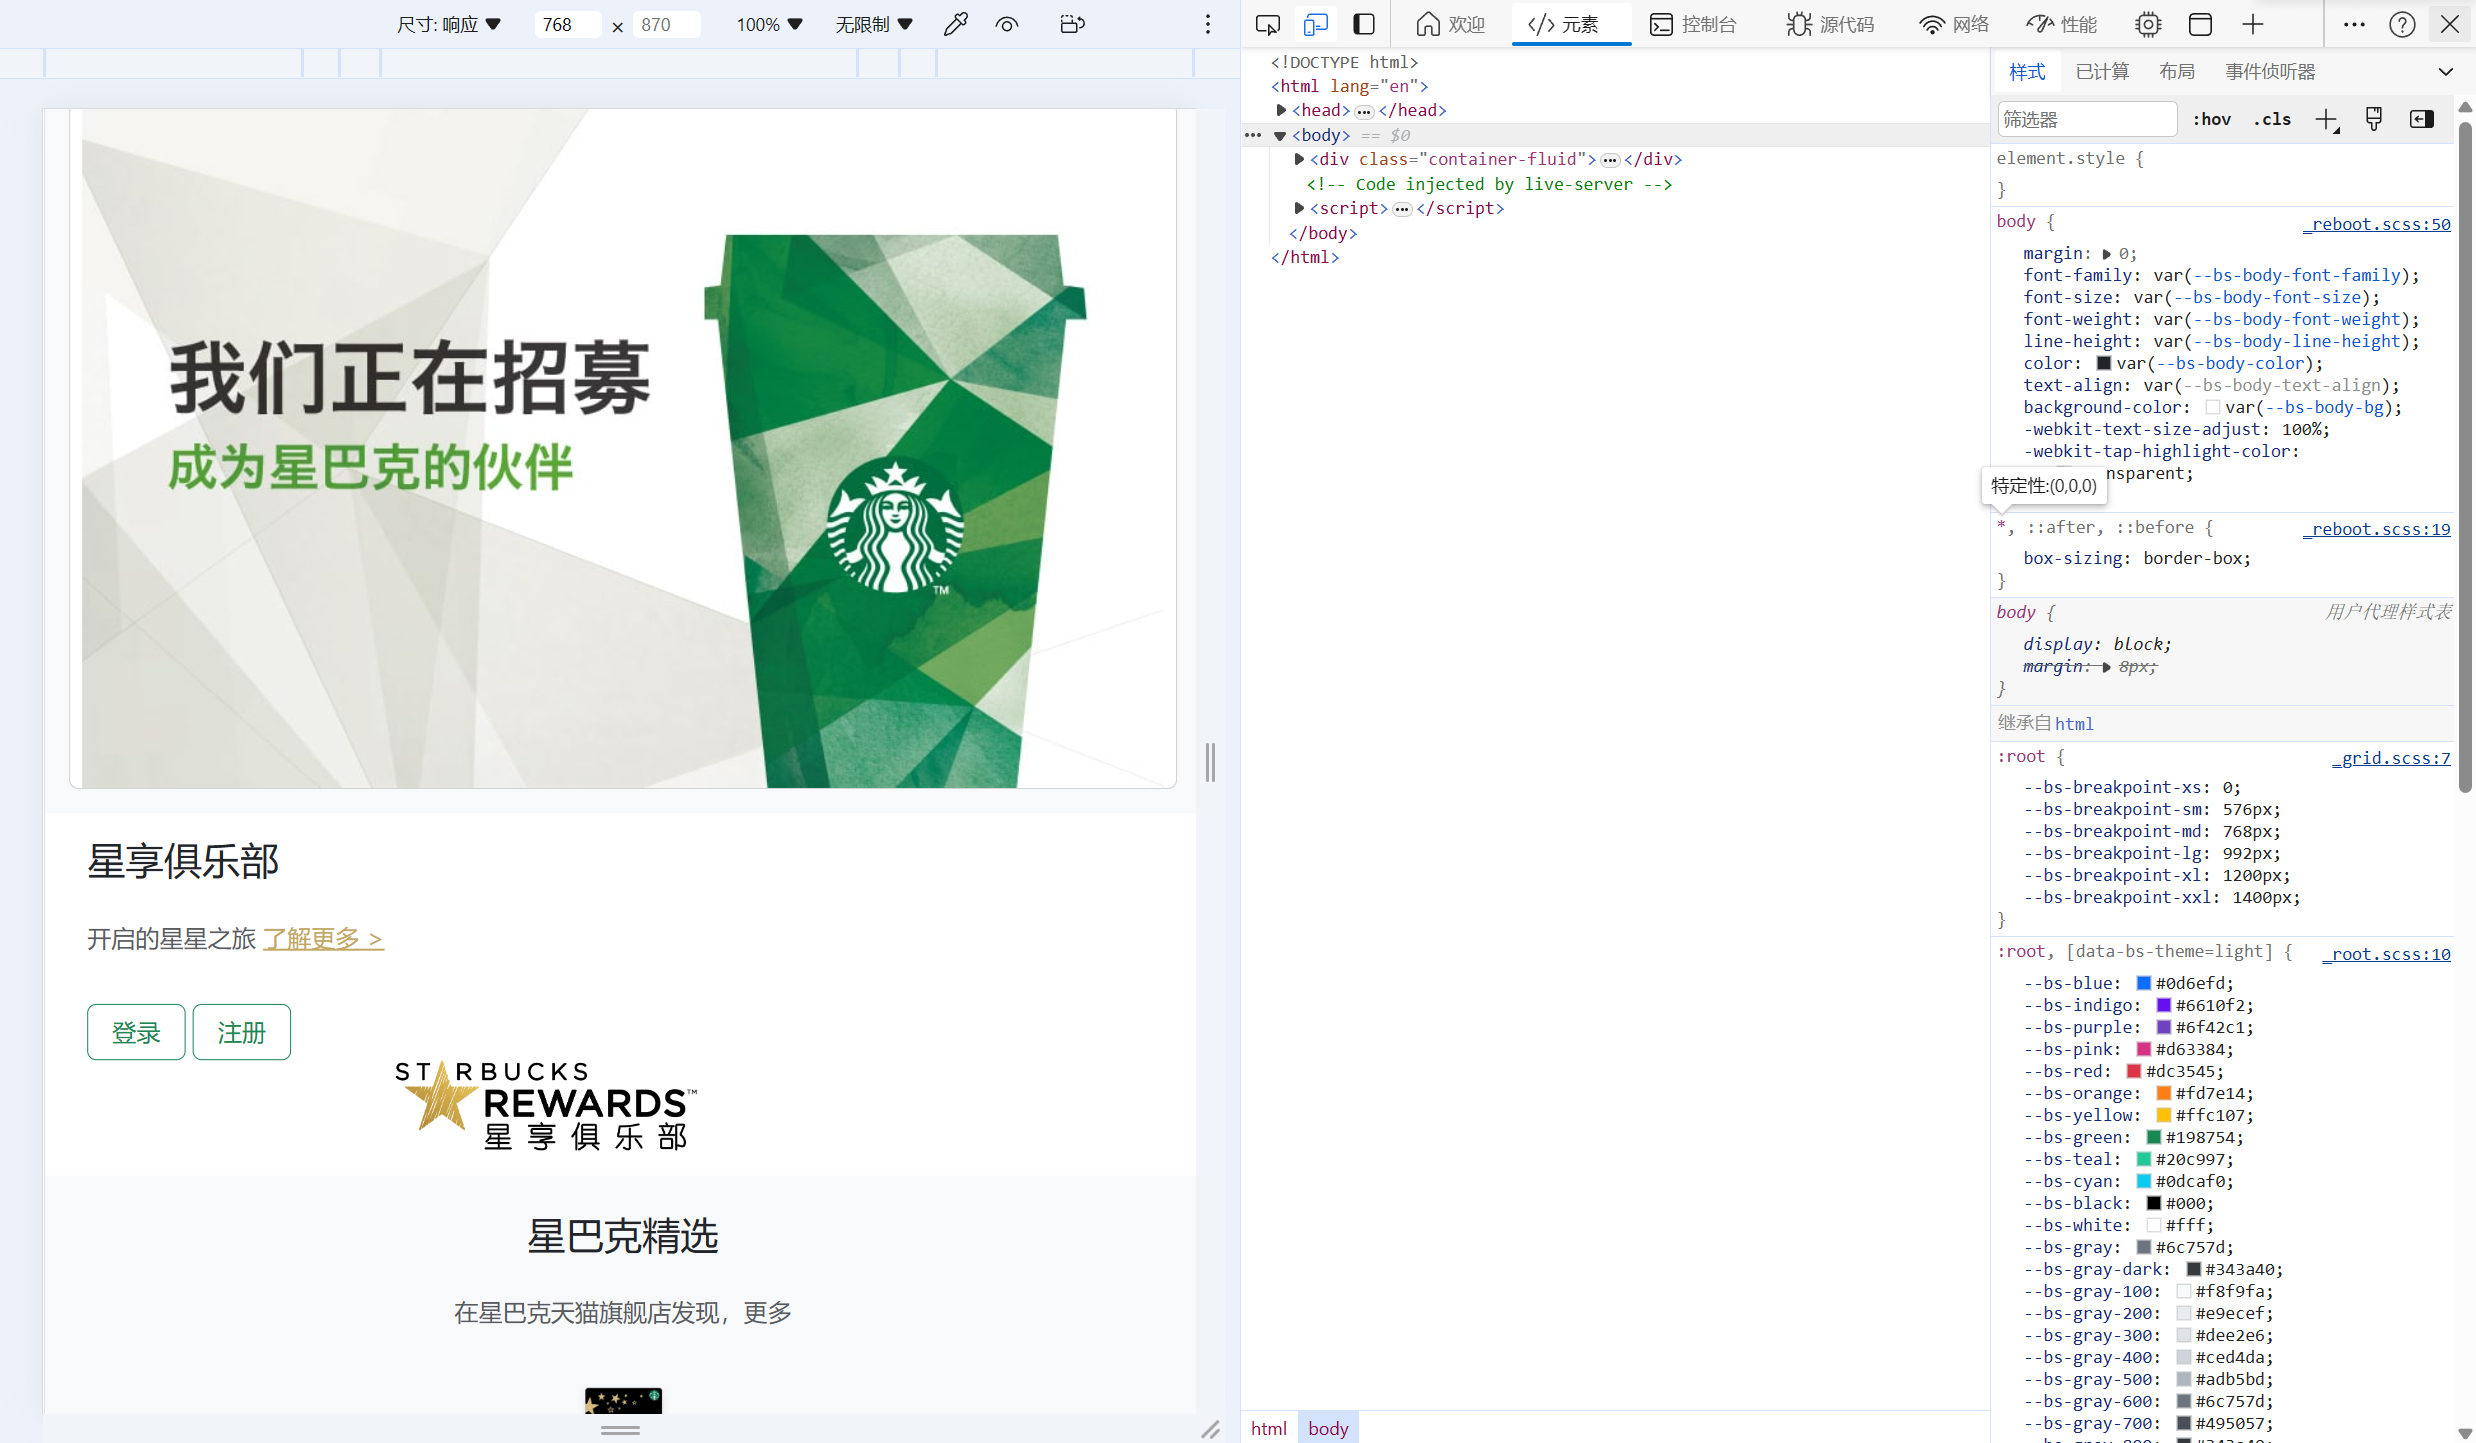 尺寸: 响应 768 × 870 100% 无限制
欢迎 元素 控制台 源代码 网络 性能
我们正在招募
成为星巴克的伙伴
TM
星享俱乐部
开启的星星之旅 了解更多 >
登录 注册
STARBUCKS
REWARDS™
星享俱乐部
星巴克精选
在星巴克天猫旗舰店发现，更多
<!DOCTYPE html>
<html lang="en">
<head>…</head>
<body> == $0
<div class="container-fluid">…</div>
<!-- Code injected by live-server -->
<script>…</script>
</body>
</html>
html body
样式 已计算 布局 事件侦听器
筛选器 :hov .cls
element.style {
}
body { _reboot.scss:50
margin: 0;
font-family: var(--bs-body-font-family);
font-size: var(--bs-body-font-size);
font-weight: var(--bs-body-font-weight);
line-height: var(--bs-body-line-height);
color: var(--bs-body-color);
text-align: var(--bs-body-text-align);
background-color: var(--bs-body-bg);
-webkit-text-size-adjust: 100%;
-webkit-tap-highlight-color:
nsparent;
特定性:(0,0,0)
*, ::after, ::before { _reboot.scss:19
box-sizing: border-box;
}
body { 用户代理样式表
display: block;
margin: 8px;
}
继承自 html
:root { _grid.scss:7
--bs-breakpoint-xs: 0;
--bs-breakpoint-sm: 576px;
--bs-breakpoint-md: 768px;
--bs-breakpoint-lg: 992px;
--bs-breakpoint-xl: 1200px;
--bs-breakpoint-xxl: 1400px;
}
:root, [data-bs-theme=light] { _root.scss:10
--bs-blue: #0d6efd;
--bs-indigo: #6610f2;
--bs-purple: #6f42c1;
--bs-pink: #d63384;
--bs-red: #dc3545;
--bs-orange: #fd7e14;
--bs-yellow: #ffc107;
--bs-green: #198754;
--bs-teal: #20c997;
--bs-cyan: #0dcaf0;
--bs-black: #000;
--bs-white: #fff;
--bs-gray: #6c757d;
--bs-gray-dark: #343a40;
--bs-gray-100: #f8f9fa;
--bs-gray-200: #e9ecef;
--bs-gray-300: #dee2e6;
--bs-gray-400: #ced4da;
--bs-gray-500: #adb5bd;
--bs-gray-600: #6c757d;
--bs-gray-700: #495057;